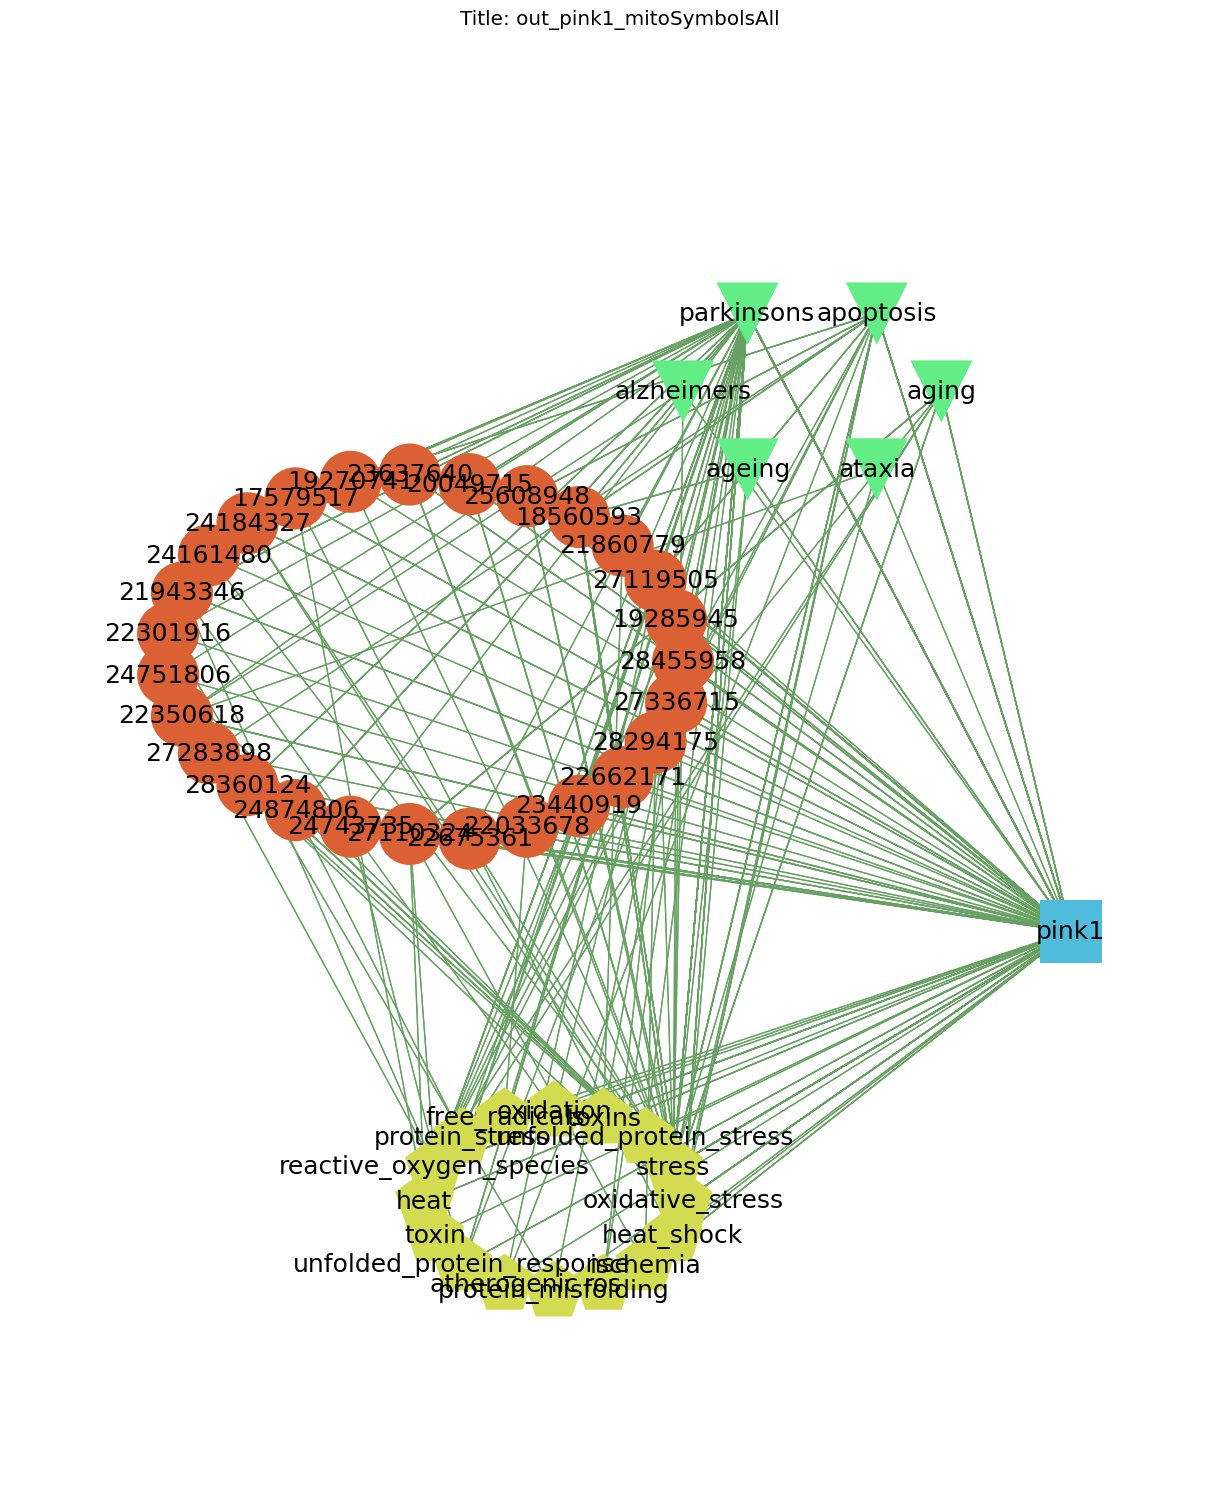 Title: out_pink1_mitoSymbolsAll
parkinsons
apoptosis
alzheimers
aging
ageing
ataxia
23637640
19270741
20049715
17579517
25608948
24184327
18560593
24161480
21860779
27119505
21943346
19285945
22301916
28455958
24751806
27336715
22350618
28294175
27283898
22662171
28360124
23440919
24874806
22033678
22675361
pink1
oxidation
free_radicals
toxins
protein_stress
unfolded_protein_stress
reactive_oxygen_species
stress
heat
oxidative_stress
toxin
heat_shock
unfolded_protein_response
ischemia
atherogenic
ros
protein_misfolding